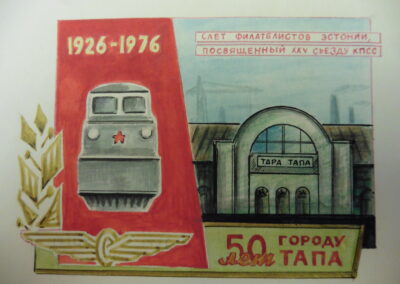 1926-1976
СЛЕТ ФИЛАТЕЛИСТОВ ЭСТОНИИ,
ПОСВЯЩЕННЫЙ XXV СЪЕЗДУ КПСС
ТАРА ТАПА
50 лет ГОРОДУ ТАПА